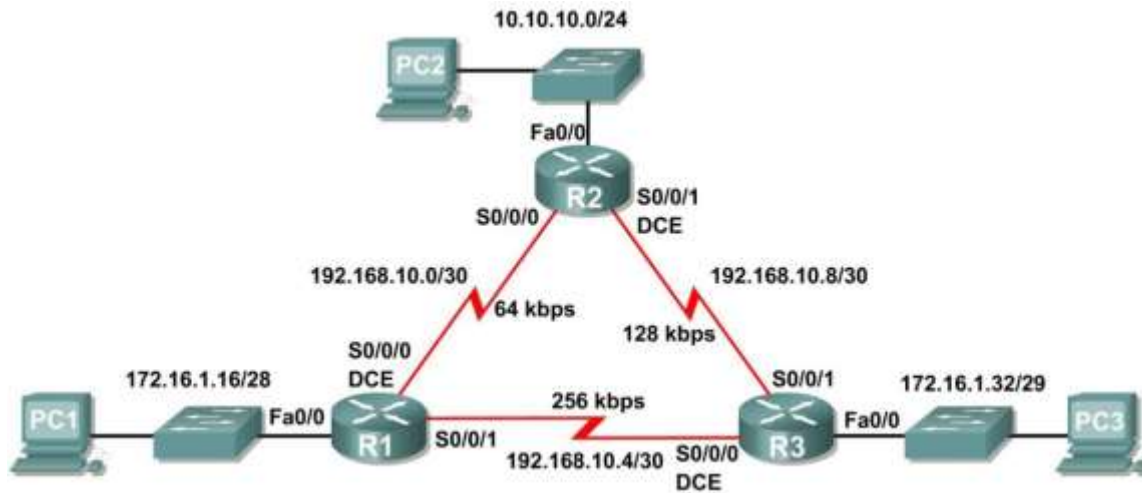 10.10.10.0/24
PC2
Fa0/0
R2
S0/0/0
S0/0/1
DCE
192.168.10.0/30
192.168.10.8/30
64 kbps
128 kbps
S0/0/0
DCE
172.16.1.16/28
S0/0/1
172.16.1.32/29
256 kbps
PC1
Fa0/0
R1
S0/0/1
192.168.10.4/30
S0/0/0
DCE
R3
Fa0/0
PC3